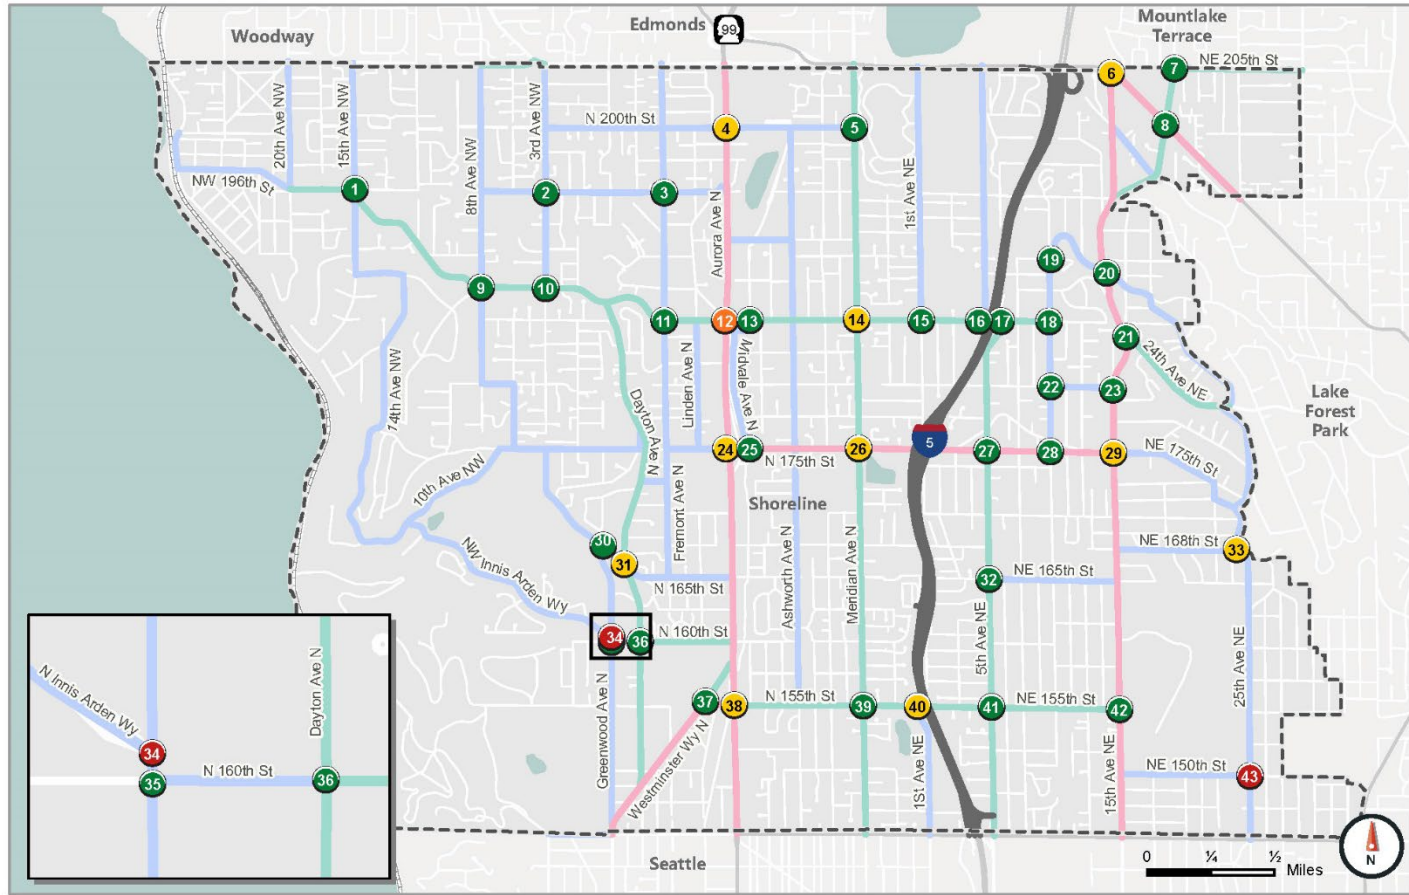 Woodway
Edmonds
99
Mountlake
Terrace
6
7
NE 205th St
20th Ave NW
15th Ave NW
8th Ave NW
3rd Ave NW
N 200th St
4
5
8
NW 196th St
1
2
3
1st Ave NE
Aurora Ave N
9
10
19
20
11
12
13
14
15
16
17
18
21
24th Ave NE
14th Ave NW
Linden Ave N
Midvale Ave N
22
23
Dayton Ave N
Lake
Forest
Park
24
25
N 175th St
26
5
27
28
29
NE 175th St
10th Ave NW
Fremont Ave N
Shoreline
Ashworth Ave N
Meridian Ave N
30
31
N 165th St
NE 168th St
33
32
NE 165th St
NW Innis Arden Wy
34
36
N 160th St
5th Ave NE
25th Ave NE
37
38
N 155th St
39
40
41
NE 155th St
42
Greenwood Ave N
Westminster Wy N
1St Ave NE
15th Ave NE
NE 150th St
43
N Innis Arden Wy
Dayton Ave N
34
35
N 160th St
36
Seattle
0
¼
½
Miles
N